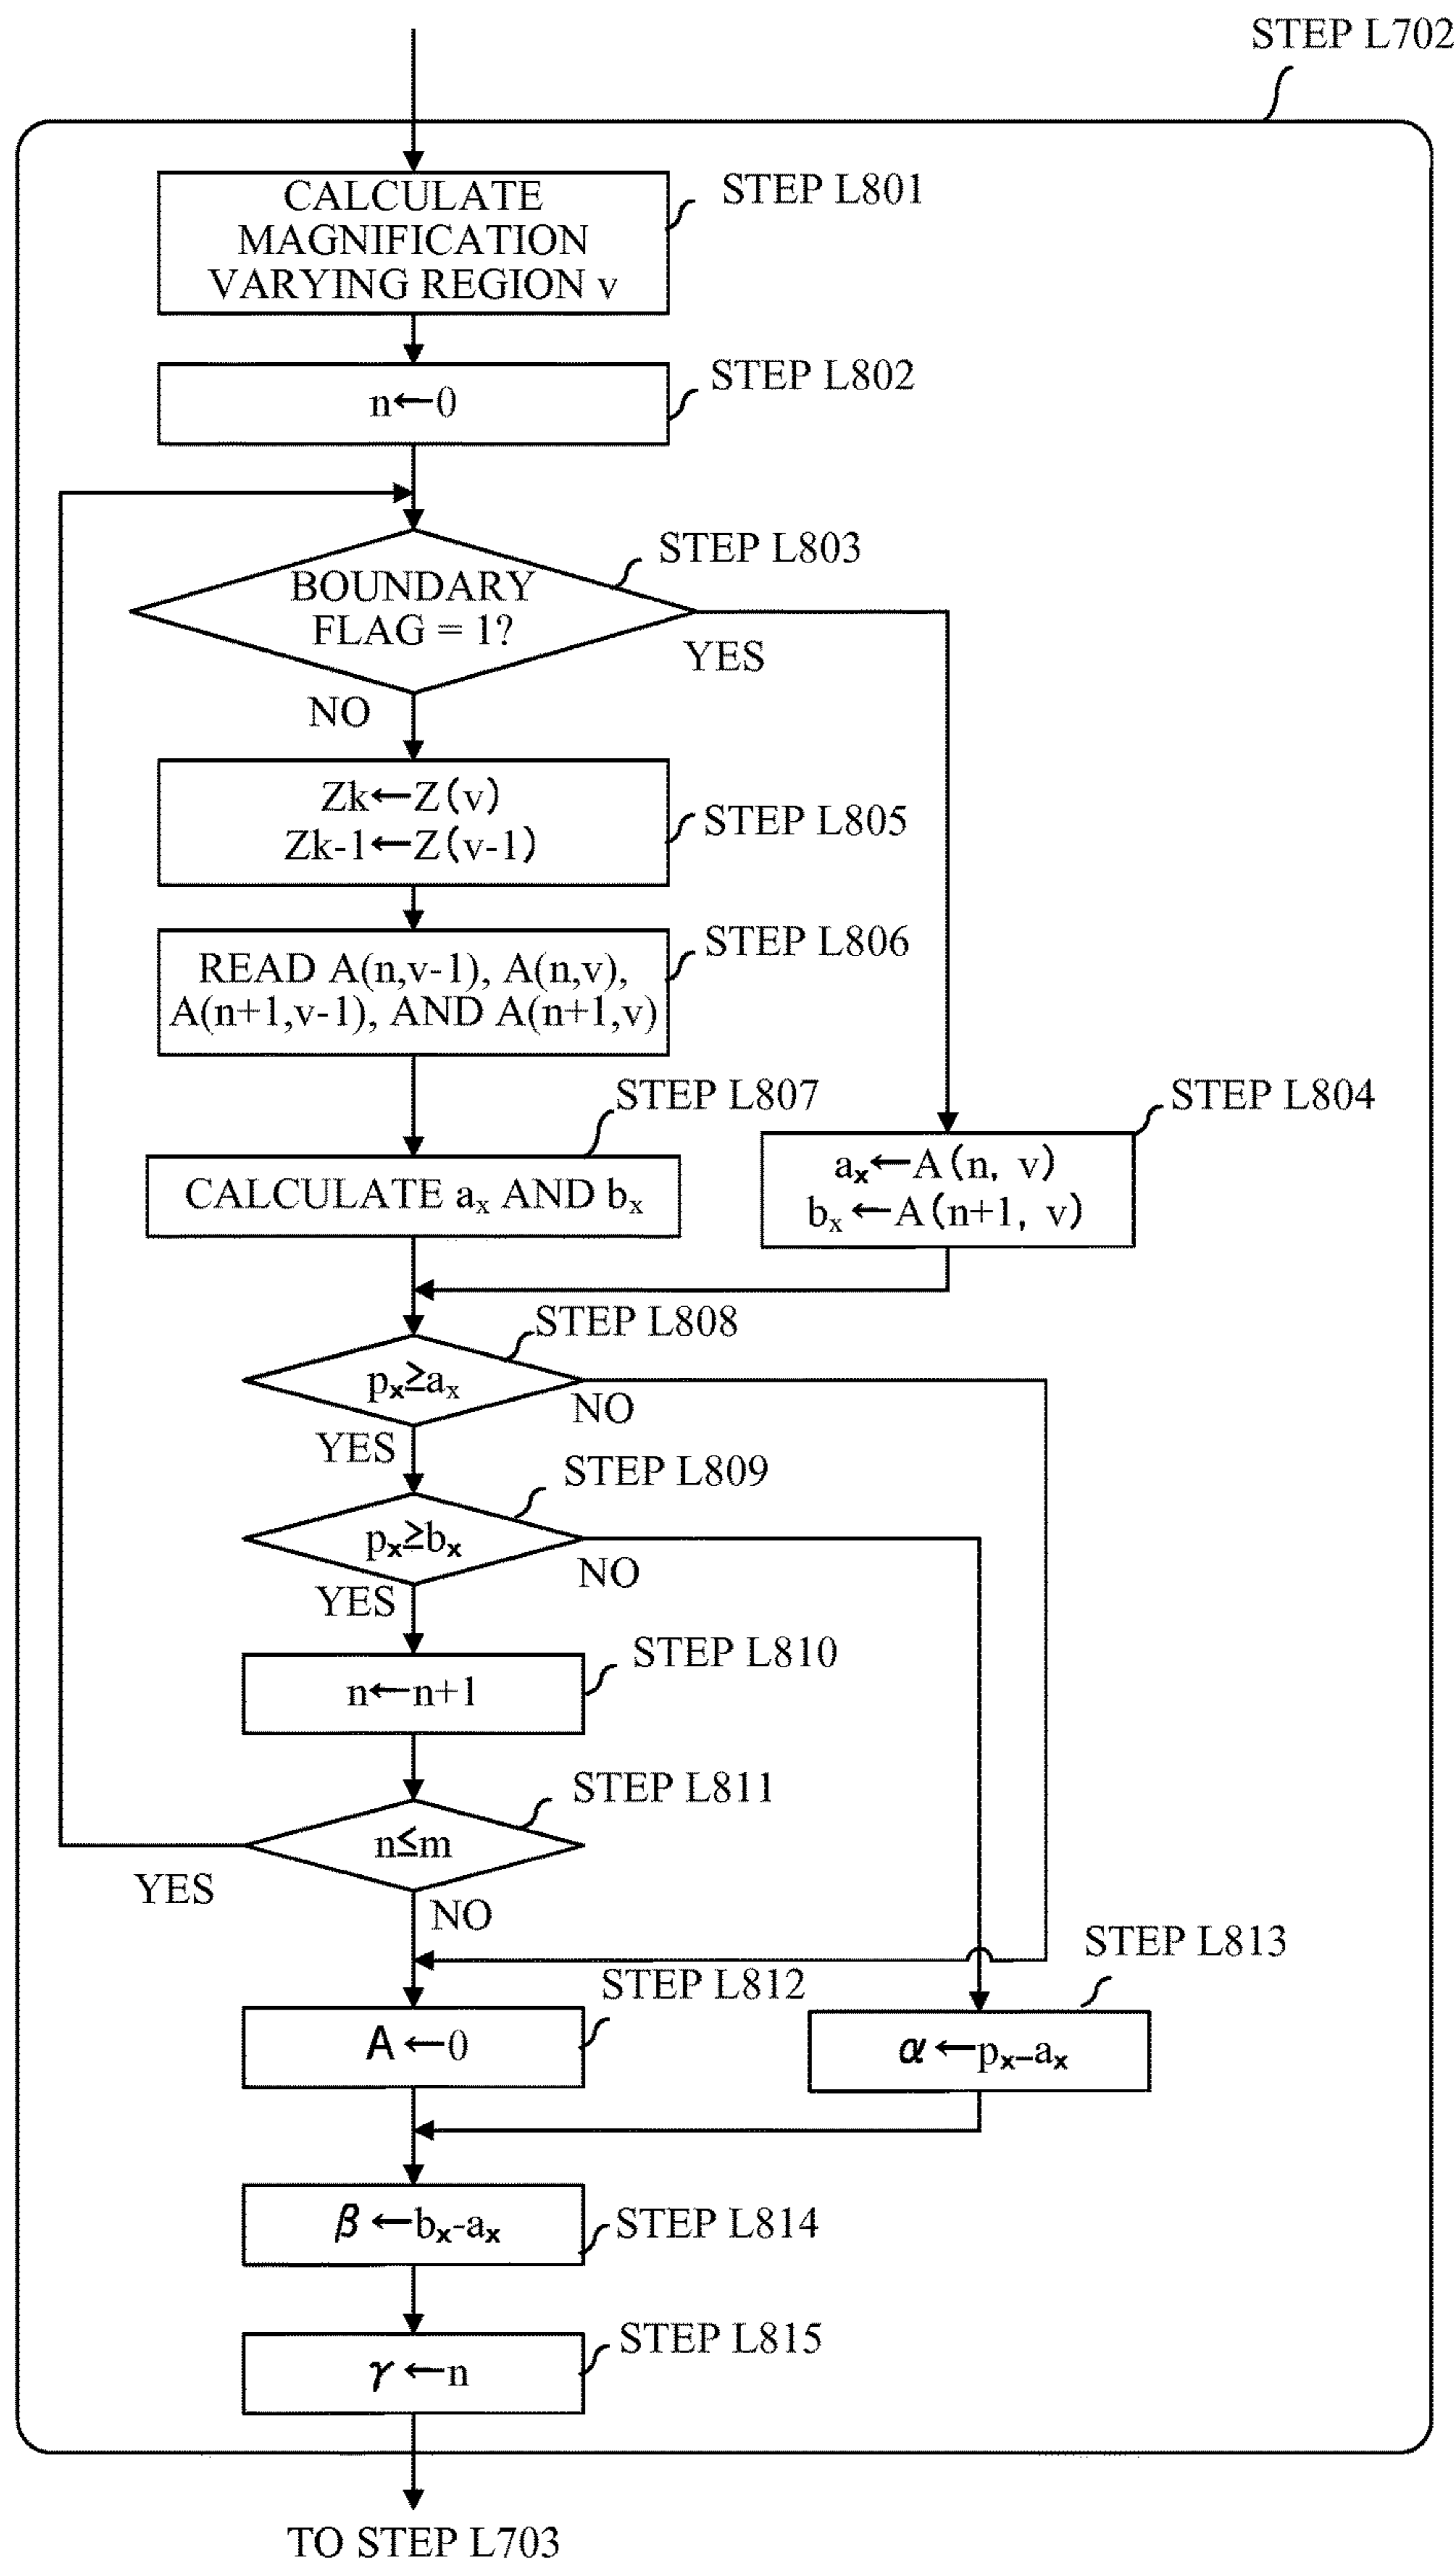 STEP L702
CALCULATE
MAGNIFICATION
VARYING REGION v
STEP L801
n←0
STEP L802
BOUNDARY
FLAG = 1?
STEP L803
YES
NO
Zk←Z(v)
Zk-1←Z(v-1)
STEP L805
READ A(n,v-1), A(n,v),
A(n+1,v-1), AND A(n+1,v)
STEP L806
STEP L807
CALCULATE aₓ AND bₓ
STEP L804
aₓ←A(n, v)
bₓ←A(n+1, v)
STEP L808
pₓ≥aₓ
NO
YES
STEP L809
pₓ≥bₓ
NO
YES
STEP L810
n←n+1
STEP L811
n≤m
YES
NO
STEP L812
A←0
STEP L813
α←pₓ-aₓ
β←bₓ-aₓ
STEP L814
γ←n
STEP L815
TO STEP L703